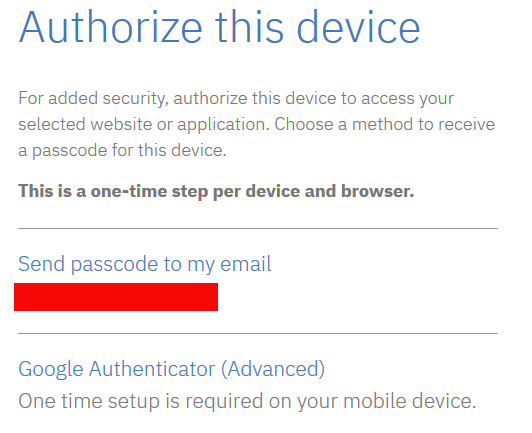 Authorize this device
For added security, authorize this device to access your
selected website or application. Choose a method to receive
a passcode for this device.
This is a one-time step per device and browser.
Send passcode to my email
Google Authenticator (Advanced)
One time setup is required on your mobile device.